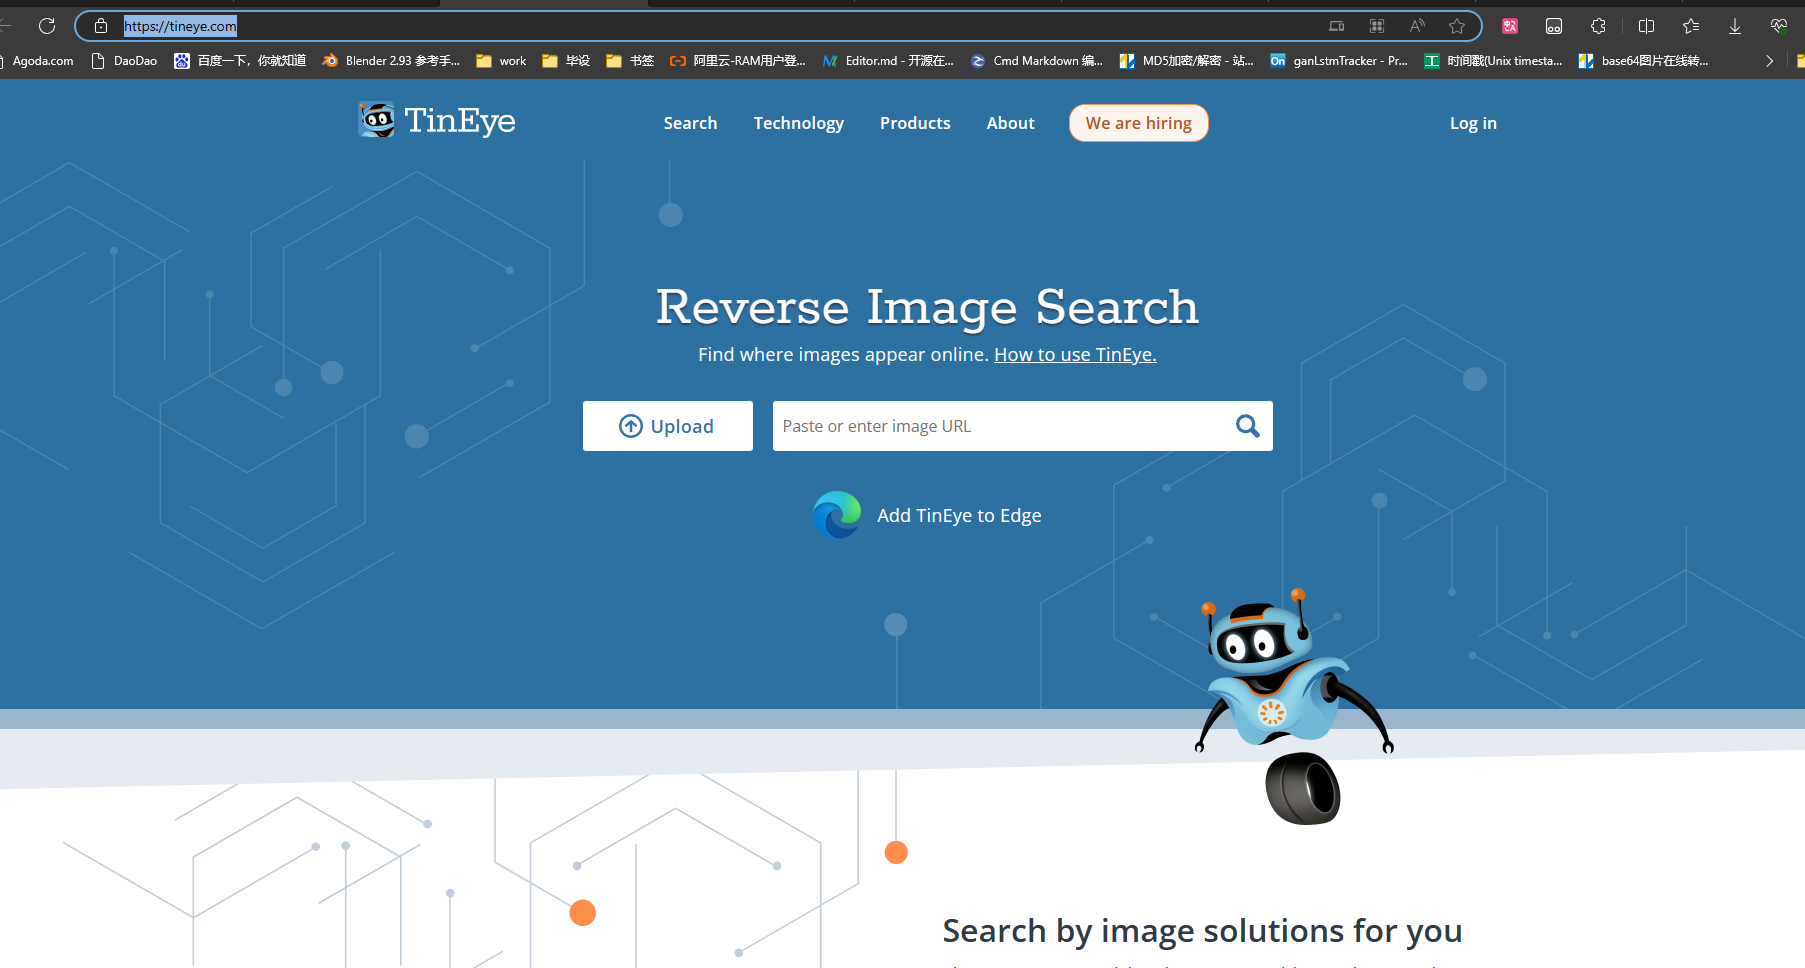 https://tineye.com
Agoda.com DaoDao 百度一下，你就知道 Blender 2.93 参考手... work 毕设 书签 阿里云-RAM用户登... Editor.md - 开源在... Cmd Markdown 编... MD5加密/解密 - 站... ganLstmTracker - Pr... 时间戳(Unix timesta... base64图片在线转...
TinEye Search Technology Products About We are hiring Log in
Reverse Image Search
Find where images appear online. How to use TinEye.
Upload Paste or enter image URL
Add TinEye to Edge
Search by image solutions for you